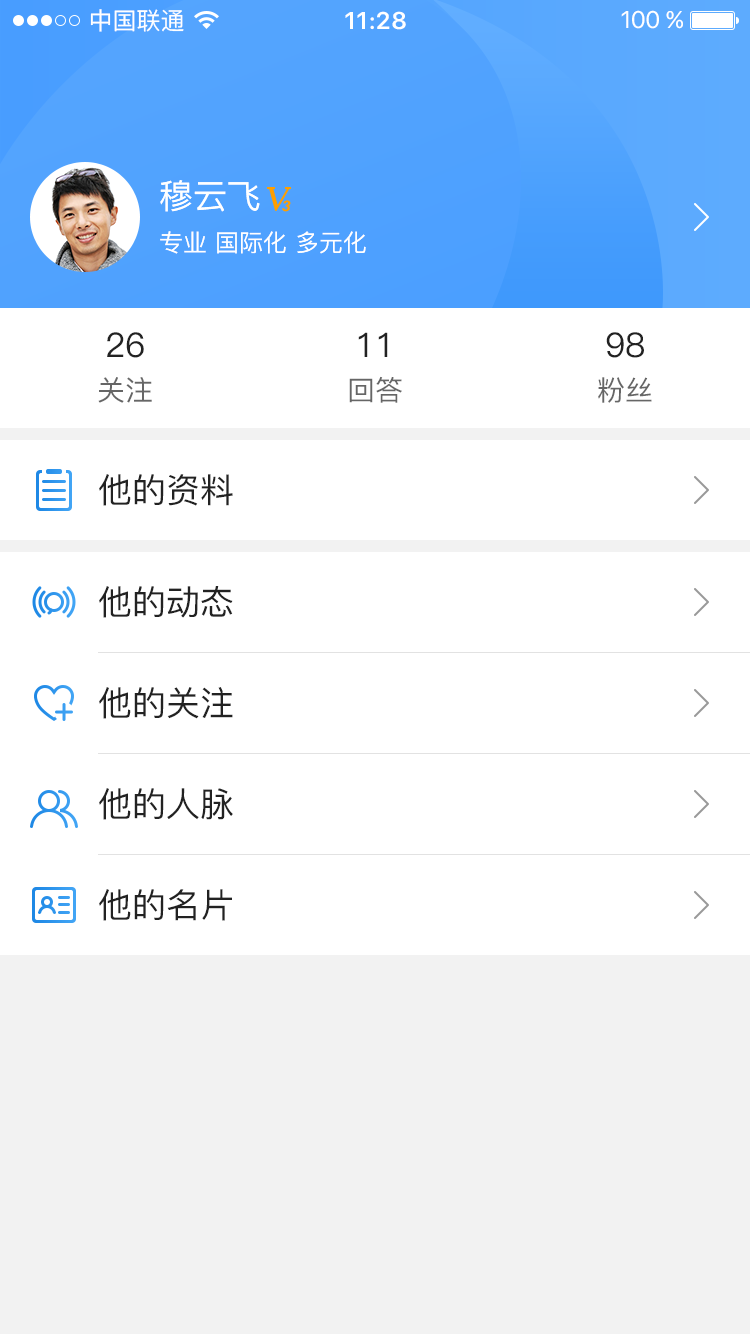 中国联通 11:28 100 %
穆云飞 V3
专业 国际化 多元化
26 11 98
关注 回答 粉丝
他的资料
他的动态
他的关注
他的人脉
他的名片